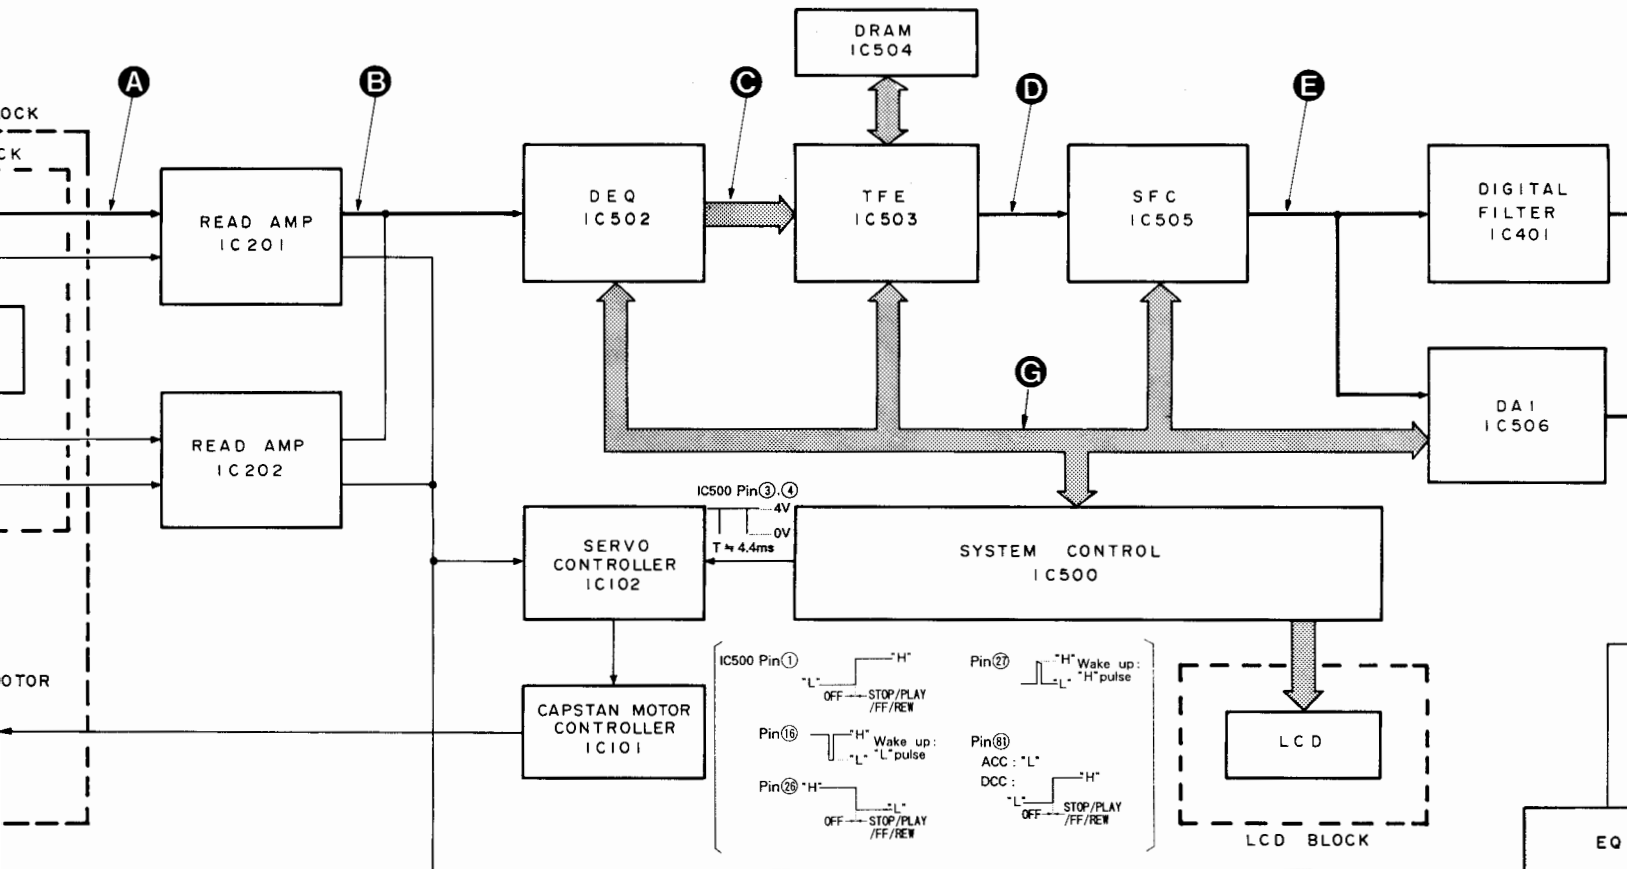 DRAM
IC504
A
B
C
D
E
OCK
CK
READ AMP
IC201
DEQ
IC502
TFE
IC503
SFC
IC505
DIGITAL
FILTER
IC401
G
DAI
IC506
READ AMP
IC202
IC500 Pin③,④
4V
0V
T≒4.4ms
SERVO
CONTROLLER
IC102
SYSTEM CONTROL
IC500
IC500 Pin①
"H"
"L"
OFF
STOP/PLAY
/FF/REW
Pin㉗
"H"
"L"
Wake up:
"H"pulse
OTOR
CAPSTAN MOTOR
CONTROLLER
IC101
Pin⑯
"H"
"L"
Wake up:
"L"pulse
Pin(81)
ACC: "L"
DCC:
"H"
"L"
OFF
STOP/PLAY
/FF/REW
Pin㉖
"H"
"L"
OFF
STOP/PLAY
/FF/REW
LCD
LCD BLOCK
EQ